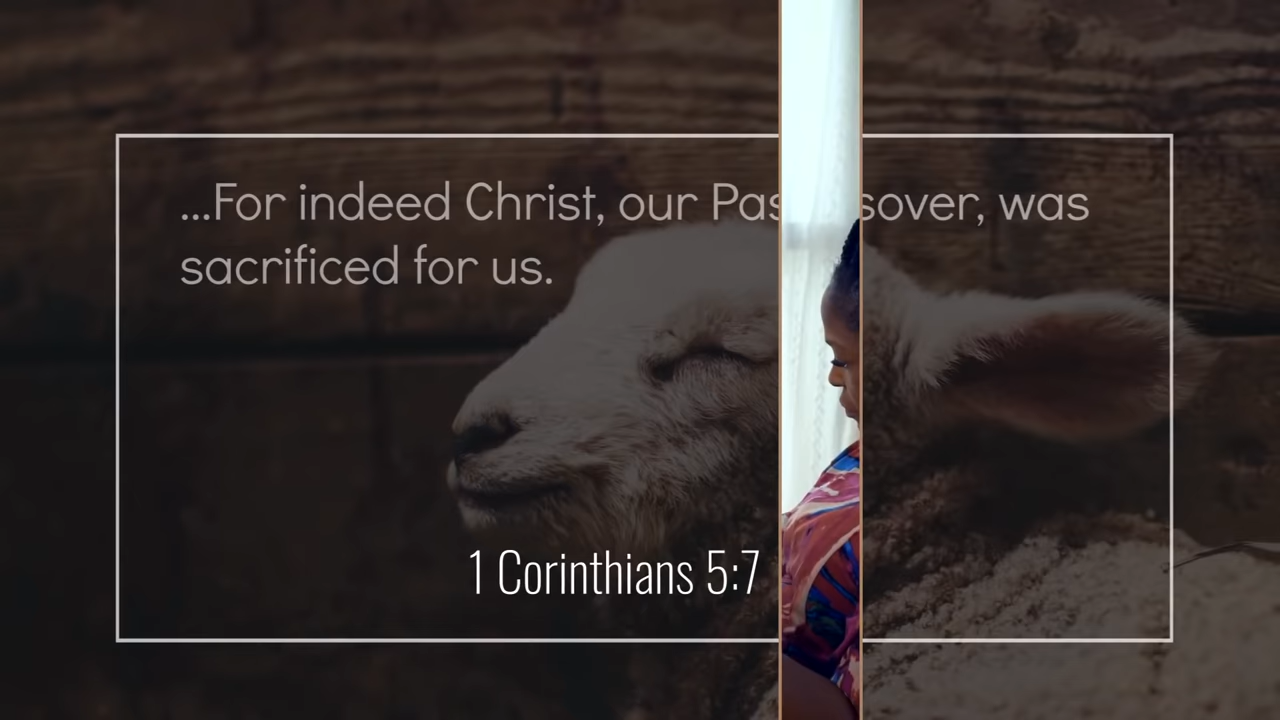 ...For indeed Christ, our Pas sover, was
sacrificed for us.
1 Corinthians 5:7